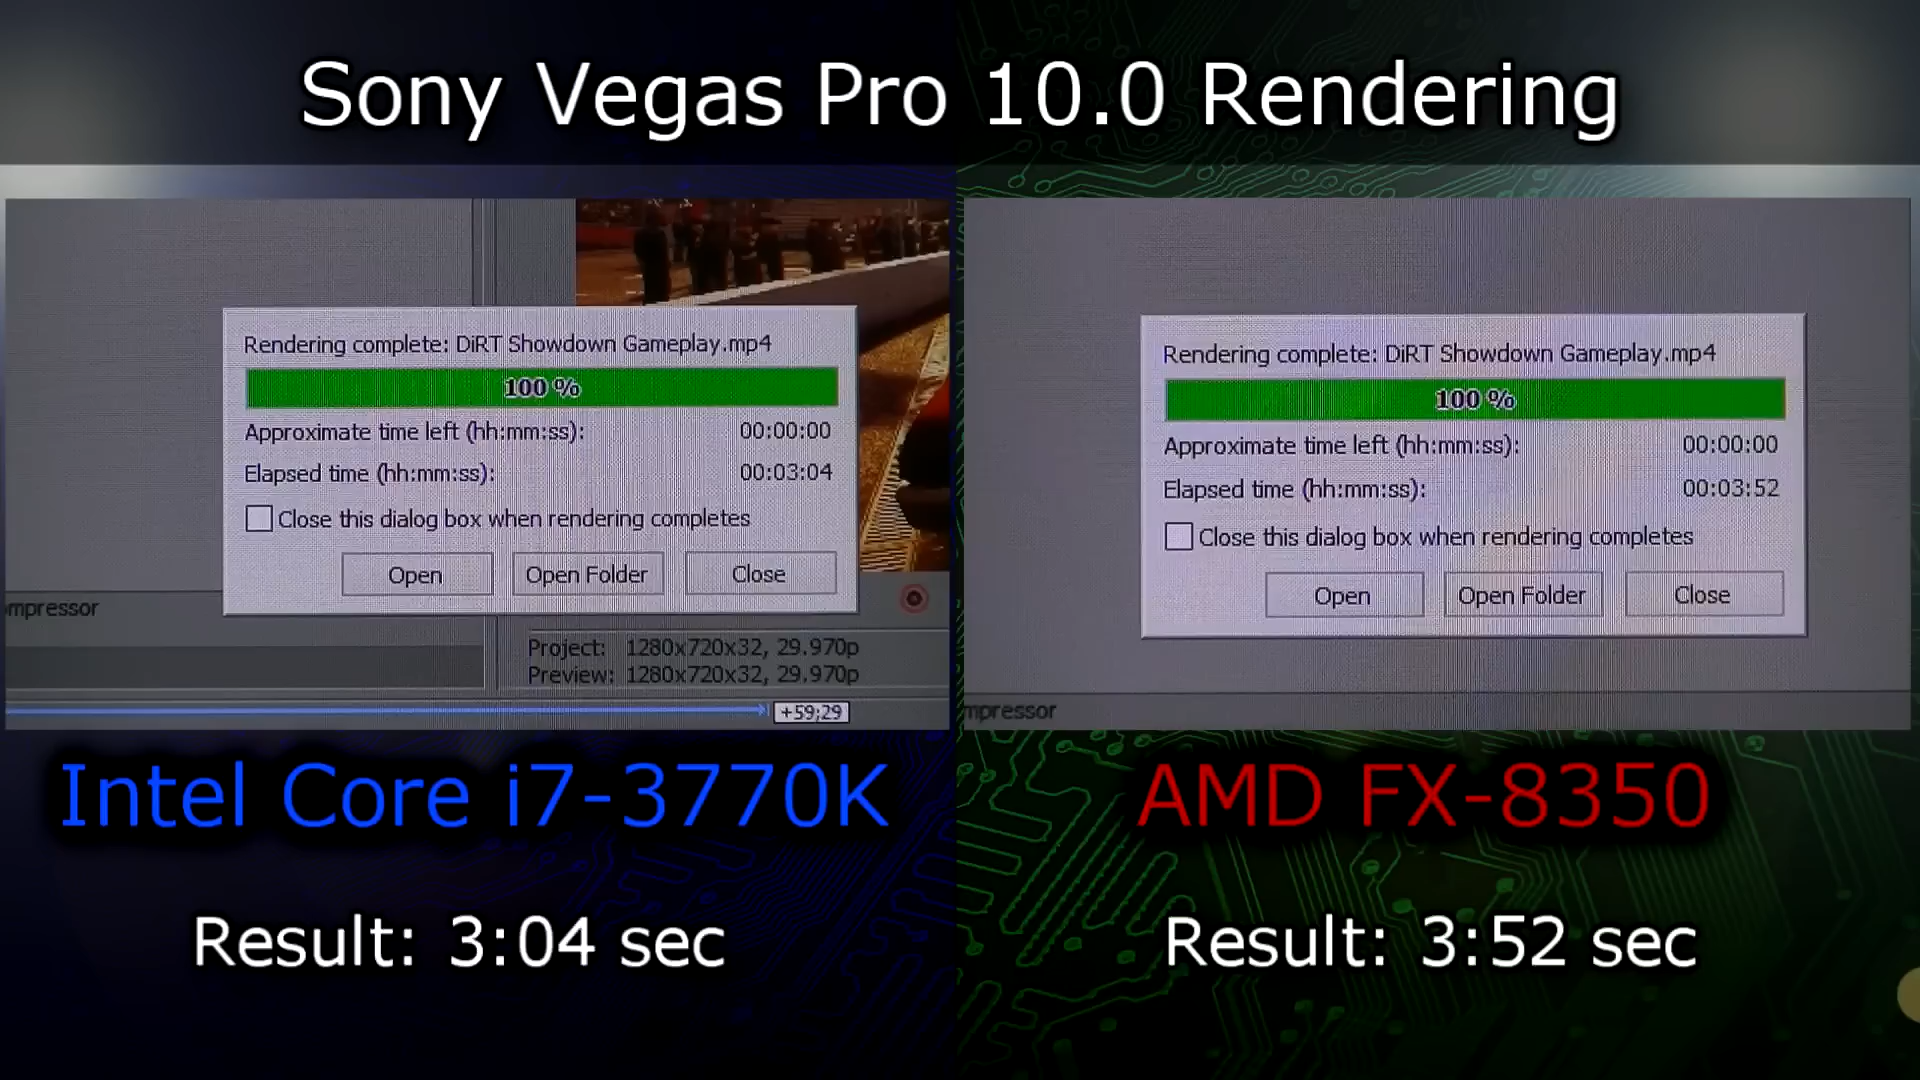 Sony Vegas Pro 10.0 Rendering
Rendering complete: DiRT Showdown Gameplay.mp4
100 %
Approximate time left (hh:mm:ss): 00:00:00
Elapsed time (hh:mm:ss): 00:03:04
Close this dialog box when rendering completes
Open Open Folder Close
mpressor
Project: 1280x720x32, 29.970p
Preview: 1280x720x32, 29.970p
+59;29
Rendering complete: DiRT Showdown Gameplay.mp4
100 %
Approximate time left (hh:mm:ss): 00:00:00
Elapsed time (hh:mm:ss): 00:03:52
Close this dialog box when rendering completes
Open Open Folder Close
mpressor
Intel Core i7-3770K
AMD FX-8350
Result: 3:04 sec
Result: 3:52 sec